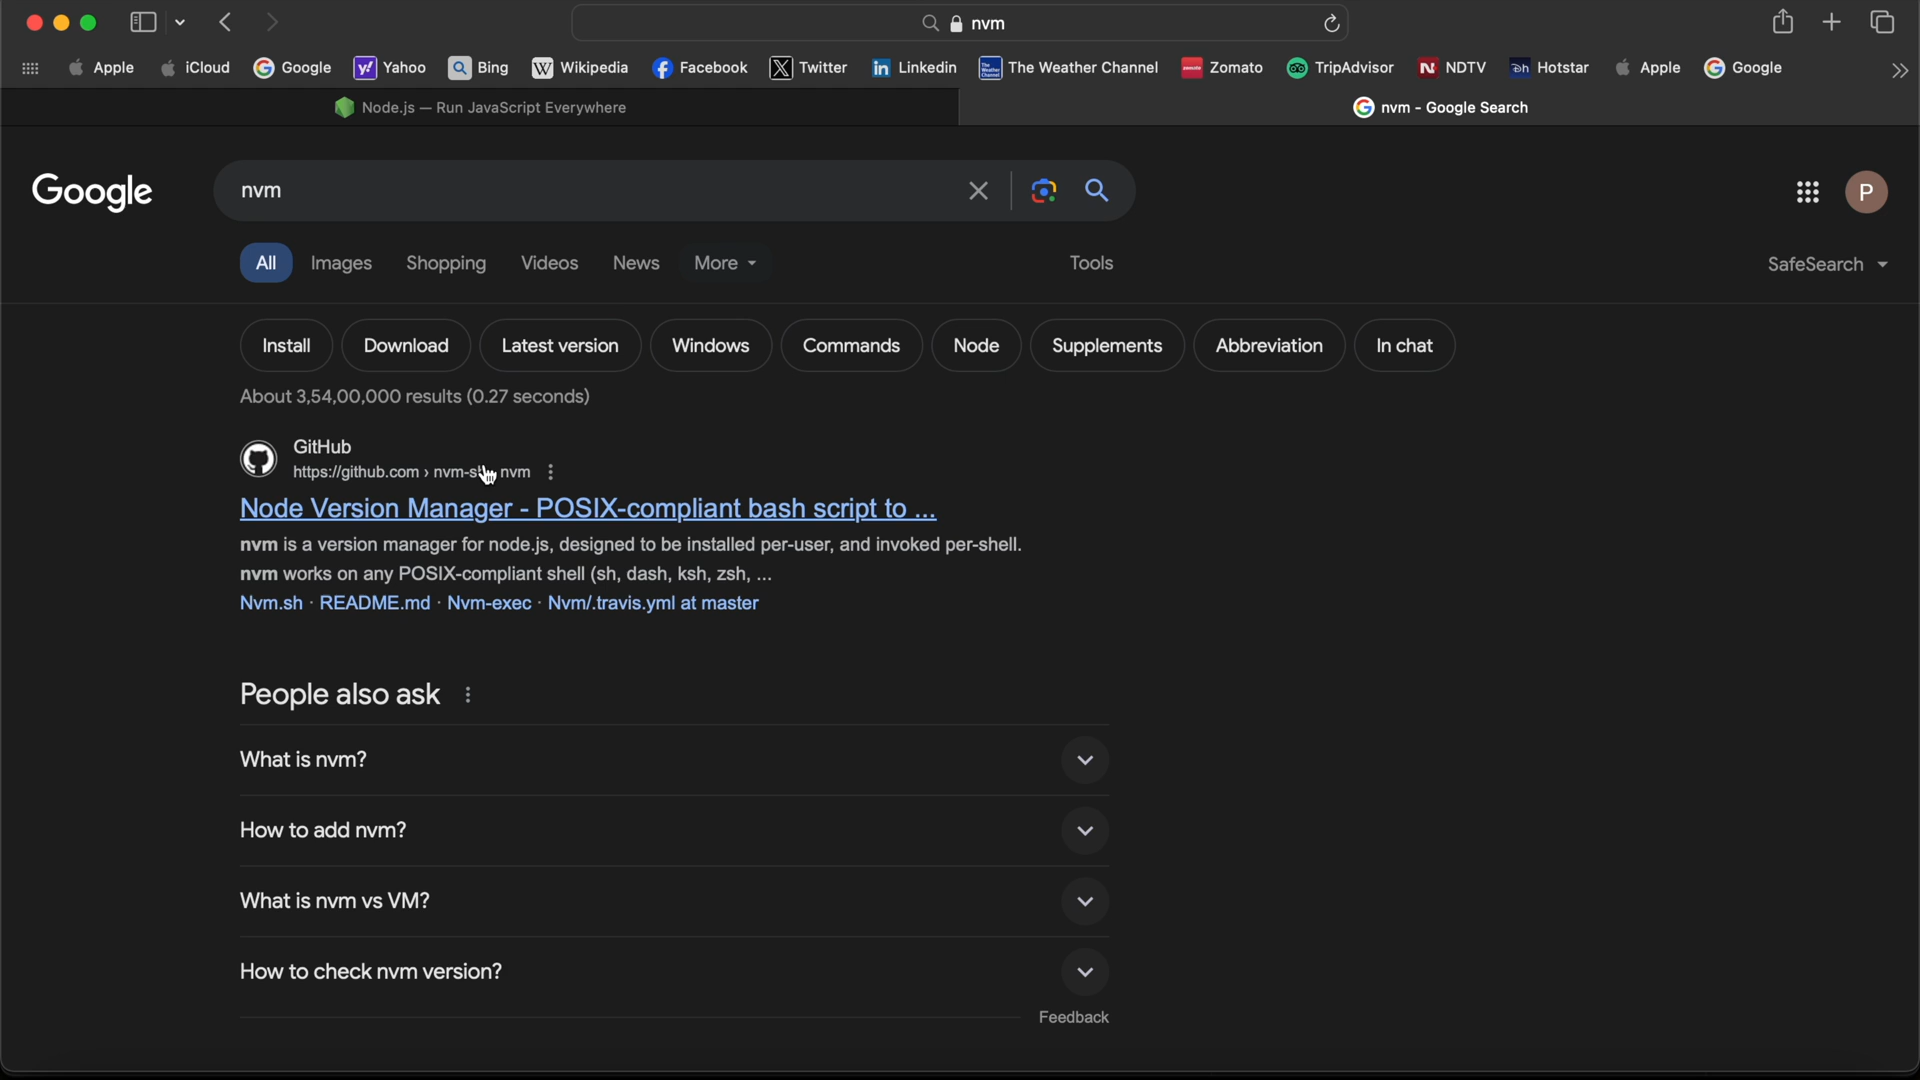 nvm
Apple iCloud Google Yahoo Bing Wikipedia Facebook Twitter Linkedin The Weather Channel Zomato TripAdvisor NDTV Hotstar Apple Google
Node.js — Run JavaScript Everywhere
nvm - Google Search
Google
nvm
P
All Images Shopping Videos News More Tools SafeSearch
Install Download Latest version Windows Commands Node Supplements Abbreviation In chat
About 3,54,00,000 results (0.27 seconds)
GitHub
https://github.com › nvm-sh nvm
Node Version Manager - POSIX-compliant bash script to ...
nvm is a version manager for node.js, designed to be installed per-user, and invoked per-shell.
nvm works on any POSIX-compliant shell (sh, dash, ksh, zsh, ...
Nvm.sh · README.md · Nvm-exec · Nvm/.travis.yml at master
People also ask
What is nvm?
How to add nvm?
What is nvm vs VM?
How to check nvm version?
Feedback